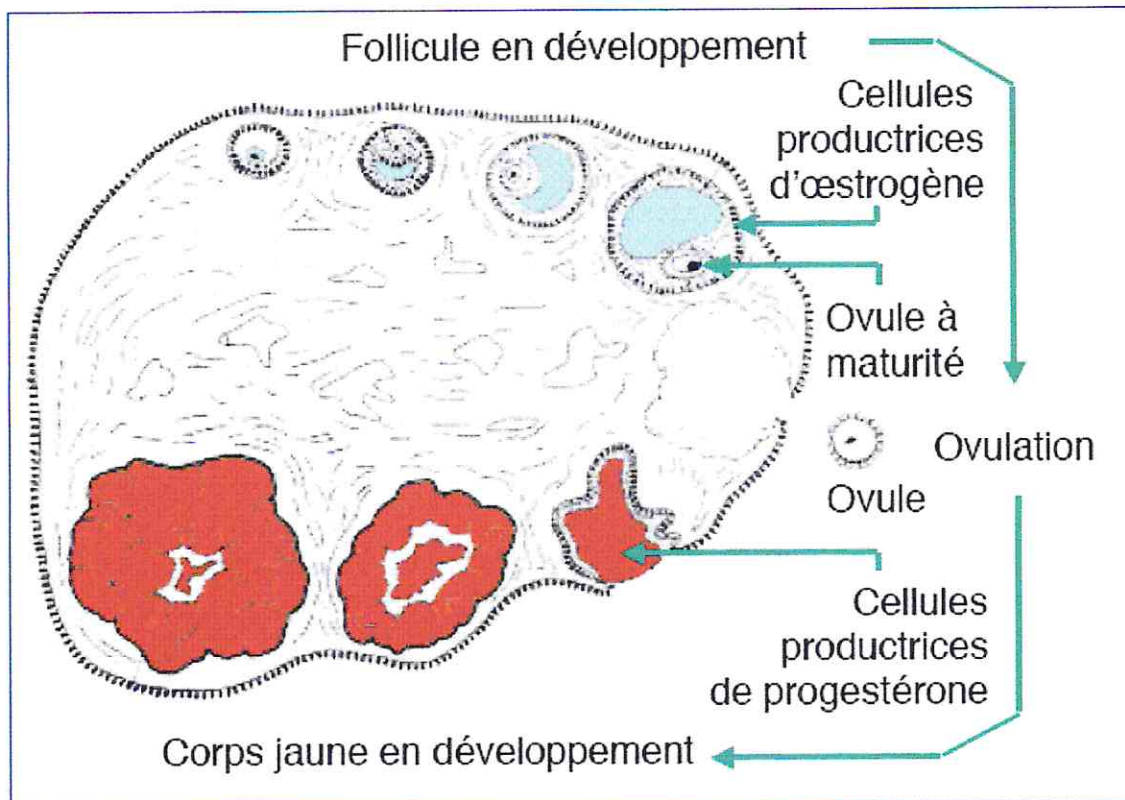 Follicule en développement
Cellules
productrices
d'œstrogène
Ovule à
maturité
Ovulation
Ovule
Cellules
productrices
de progestérone
Corps jaune en développement